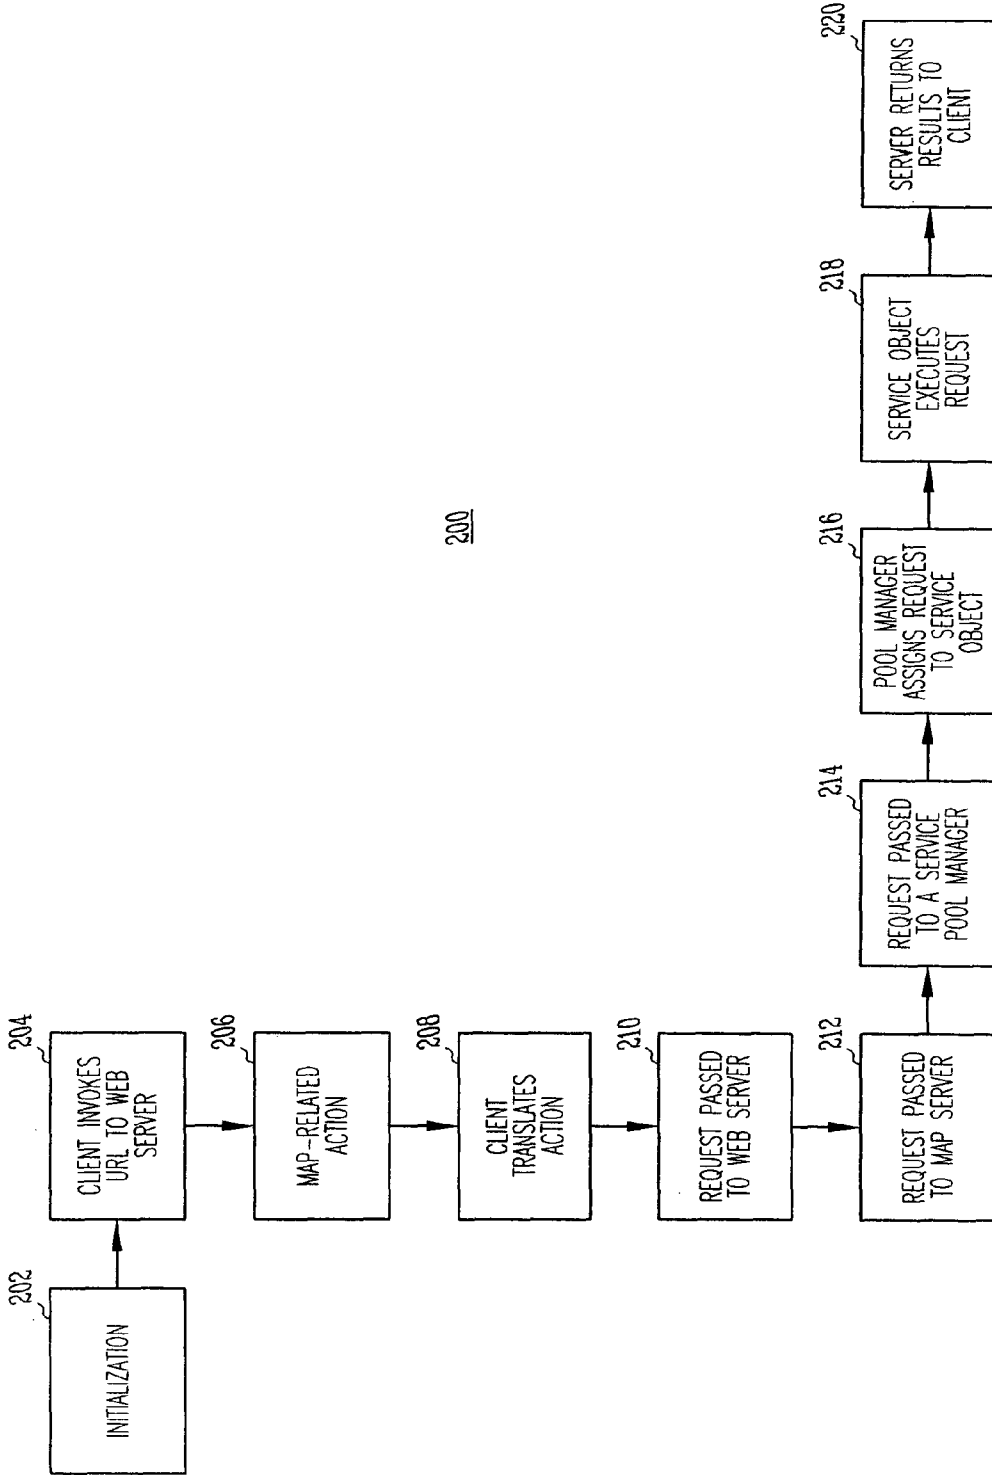 202
INITIALIZATION
204
CLIENT INVOKES
URL TO WEB
SERVER
206
MAP-RELATED
ACTION
208
CLIENT
TRANSLATES
ACTION
210
REQUEST PASSED
TO WEB SERVER
212
REQUEST PASSED
TO MAP SERVER
214
REQUEST PASSED
TO A SERVICE
POOL MANAGER
216
POOL MANAGER
ASSIGNS REQUEST
TO SERVICE
OBJECT
218
SERVICE OBJECT
EXECUTES
REQUEST
220
SERVER RETURNS
RESULTS TO
CLIENT
200